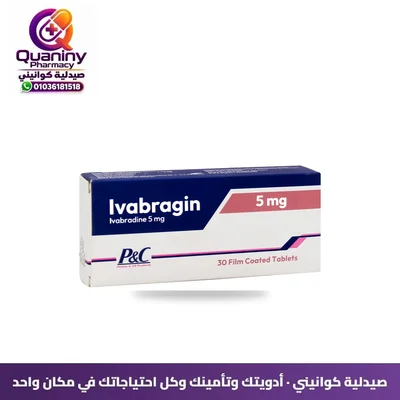 Quaniny
Pharmacy
صيدلية كوانيني
01036181518
Ivabragin
Ivabradine 5 mg
5 mg
P&C
30 Film Coated Tablets
صيدلية كوانيني - أدويتك وتأمينك وكل احتياجاتك في مكان واحد